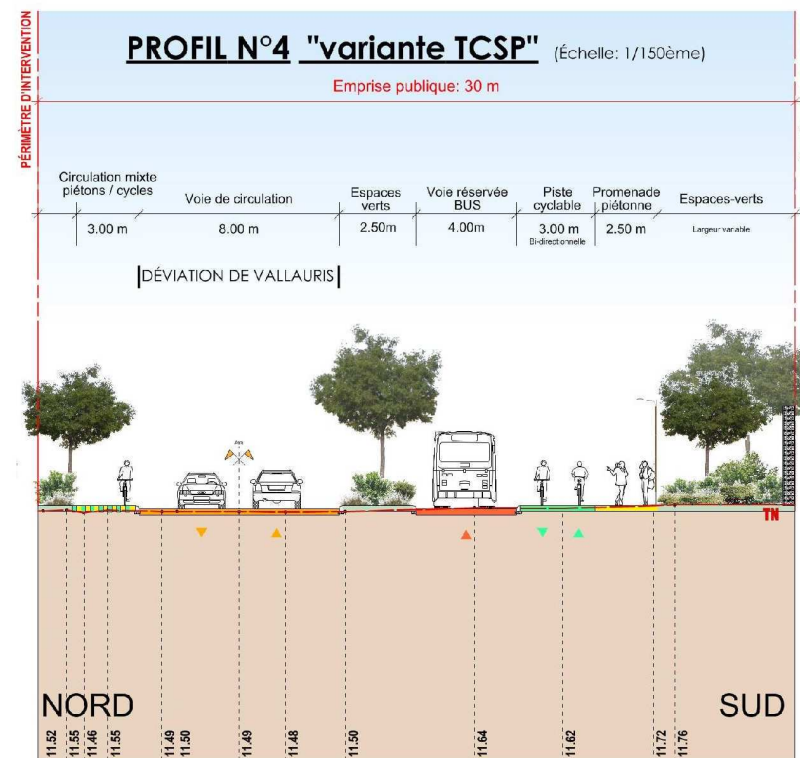 PÉRIMÈTRE D'INTERVENTION
PROFIL N°4 "variante TCSP" (Échelle: 1/150ème)
Emprise publique: 30 m
Circulation mixte
piétons / cycles
Voie de circulation
Espaces
verts
Voie réservée
BUS
Piste
cyclable
Promenade
piétonne
Espaces-verts
3.00 m
8.00 m
2.50m
4.00m
3.00 m
Bi-directionnelle
2.50 m
Largeur variable
DÉVIATION DE VALLAURIS
Axe
TN
NORD
SUD
11.52
11.55
11.46
11.55
11.49
11.50
11.49
11.48
11.50
11.64
11.62
11.72
11.76